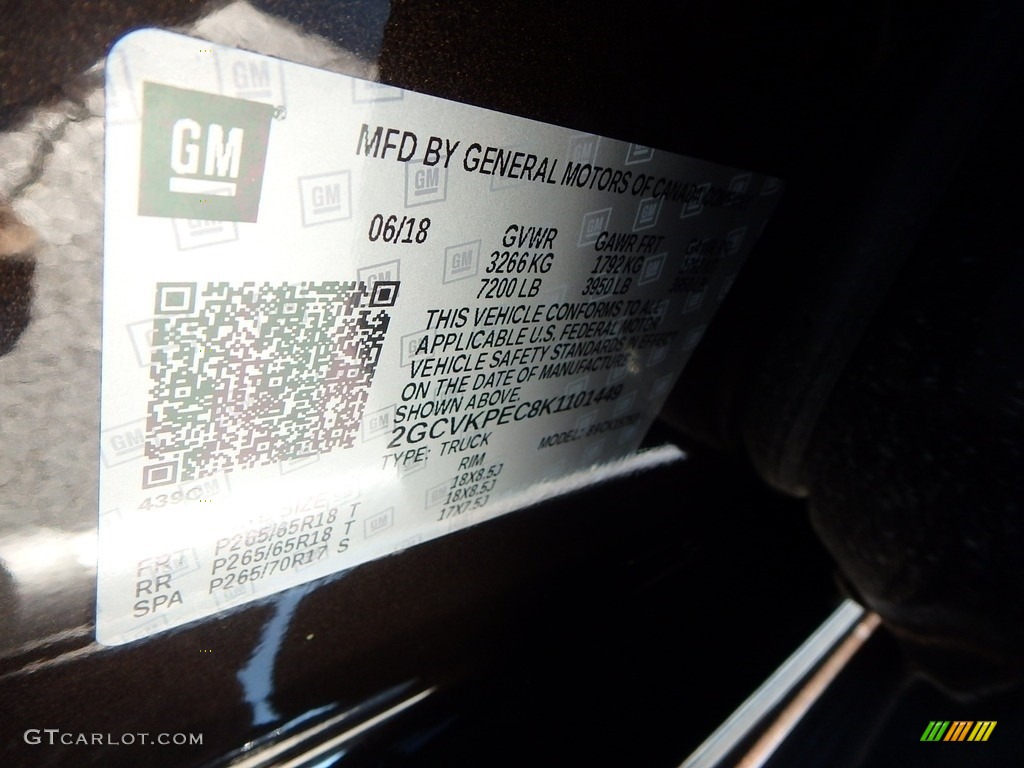 GM
MFD BY GENERAL MOTORS OF CANADA COMPANY
06/18
GVWR GAWR FRT
3266 KG 1792 KG
7200 LB 3950 LB
THIS VEHICLE CONFORMS TO ALL
APPLICABLE U.S. FEDERAL MOTOR
VEHICLE SAFETY STANDARDS IN EFFECT
ON THE DATE OF MANUFACTURE
SHOWN ABOVE.
2GCVKPEC8K1101449
TYPE: TRUCK MODEL:
RIM
FRT P265/65R18 T 18X8.5J
RR P265/65R18 T 18X8.5J
SPA P265/70R17 S 17X7.5J
GTCARLOT.COM